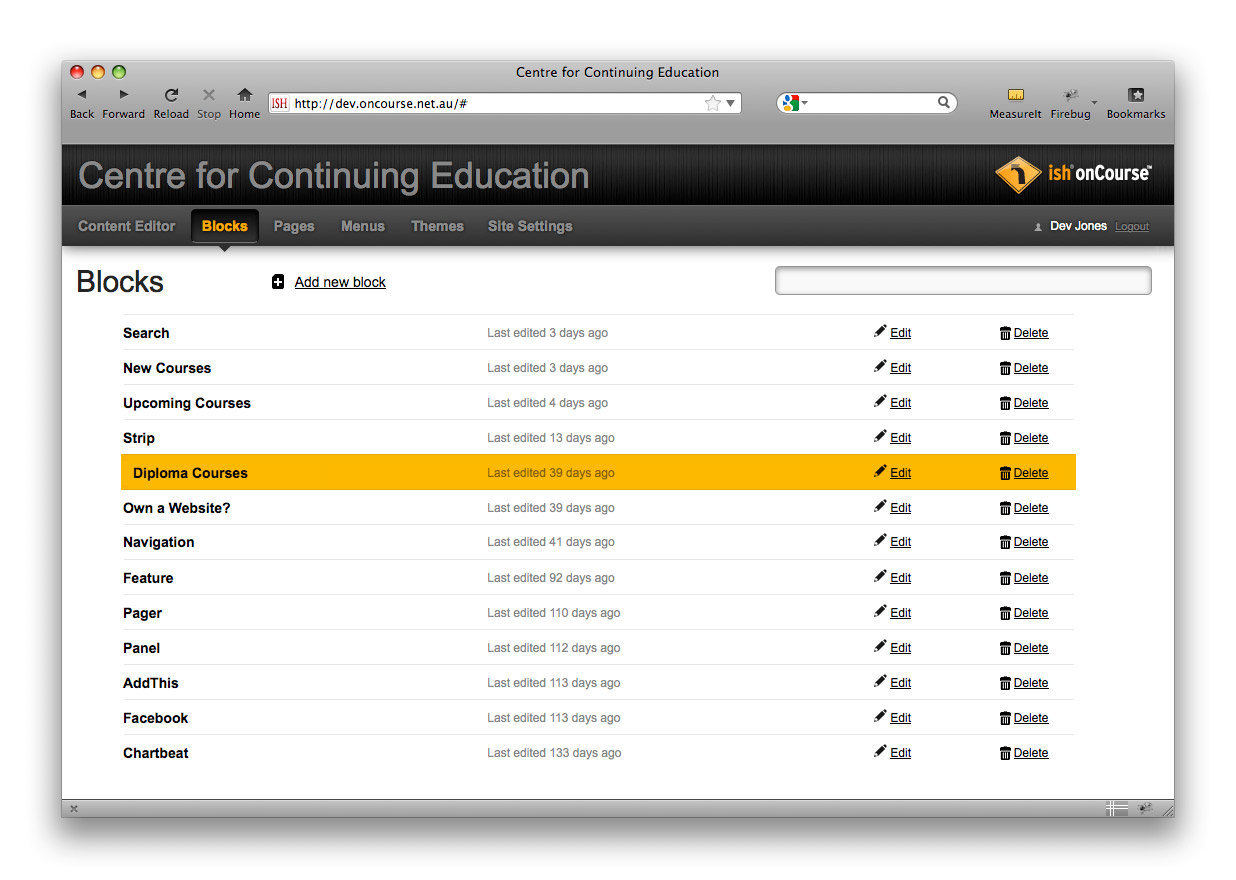 Centre for Continuing Education
Back Forward Reload Stop Home
ISH http://dev.oncourse.net.au/#
MeasureIt Firebug Bookmarks
Centre for Continuing Education
ish onCourse™
Content Editor Blocks Pages Menus Themes Site Settings
Dev Jones Logout
Blocks
Add new block
Search Last edited 3 days ago Edit Delete
New Courses Last edited 3 days ago Edit Delete
Upcoming Courses Last edited 4 days ago Edit Delete
Strip Last edited 13 days ago Edit Delete
Diploma Courses Last edited 39 days ago Edit Delete
Own a Website? Last edited 39 days ago Edit Delete
Navigation Last edited 41 days ago Edit Delete
Feature Last edited 92 days ago Edit Delete
Pager Last edited 110 days ago Edit Delete
Panel Last edited 112 days ago Edit Delete
AddThis Last edited 113 days ago Edit Delete
Facebook Last edited 113 days ago Edit Delete
Chartbeat Last edited 133 days ago Edit Delete